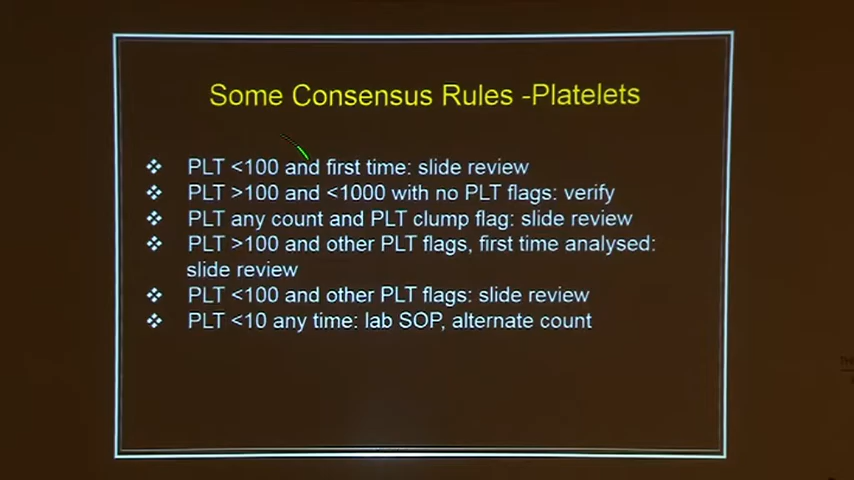 Some Consensus Rules -Platelets
❖ PLT <100 and first time: slide review
❖ PLT >100 and <1000 with no PLT flags: verify
❖ PLT any count and PLT clump flag: slide review
❖ PLT >100 and other PLT flags, first time analysed:
slide review
❖ PLT <100 and other PLT flags: slide review
❖ PLT <10 any time: lab SOP, alternate count